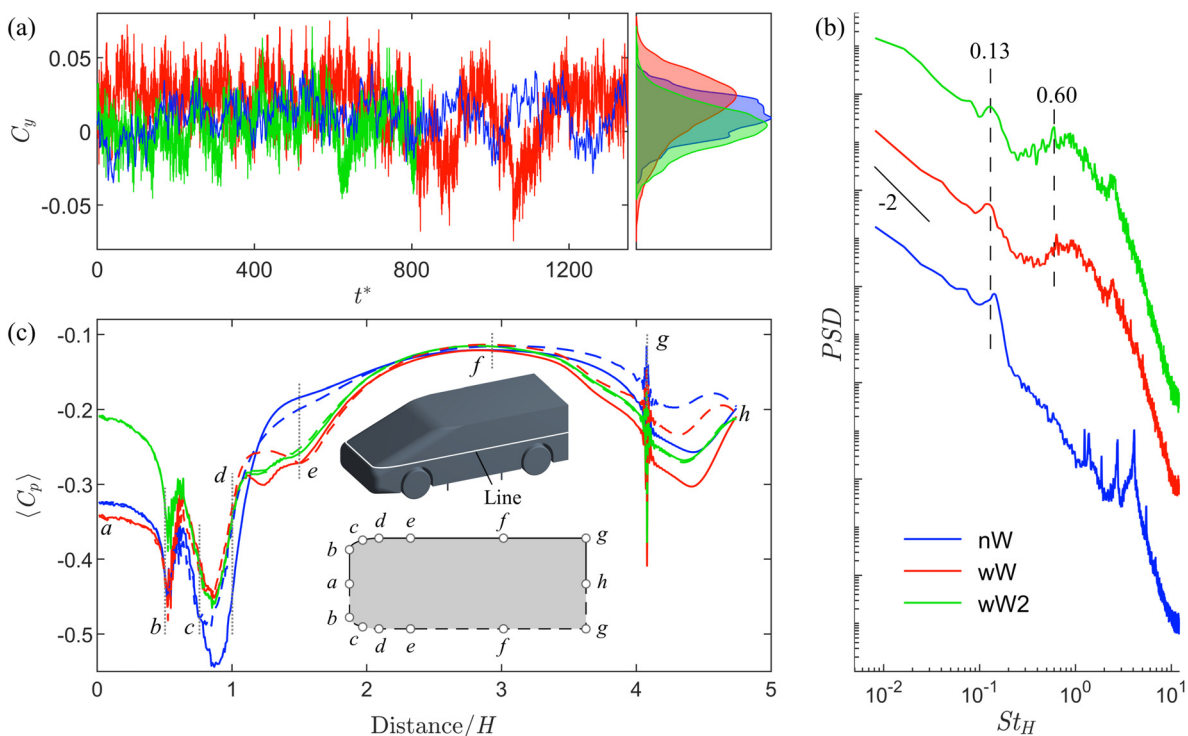 (a)
0.05
0
-0.05
C_y
0
400
800
1200
t*
(b)
0.13
0.60
-2
PSD
nW
wW
wW2
10^-2
10^-1
10^0
10^1
St_H
(c)
-0.1
-0.2
-0.3
-0.4
-0.5
⟨C_p⟩
a
b
c
d
e
f
g
h
Line
c d e f g
b
a h
b
c d e f g
0
1
2
3
4
5
Distance/H